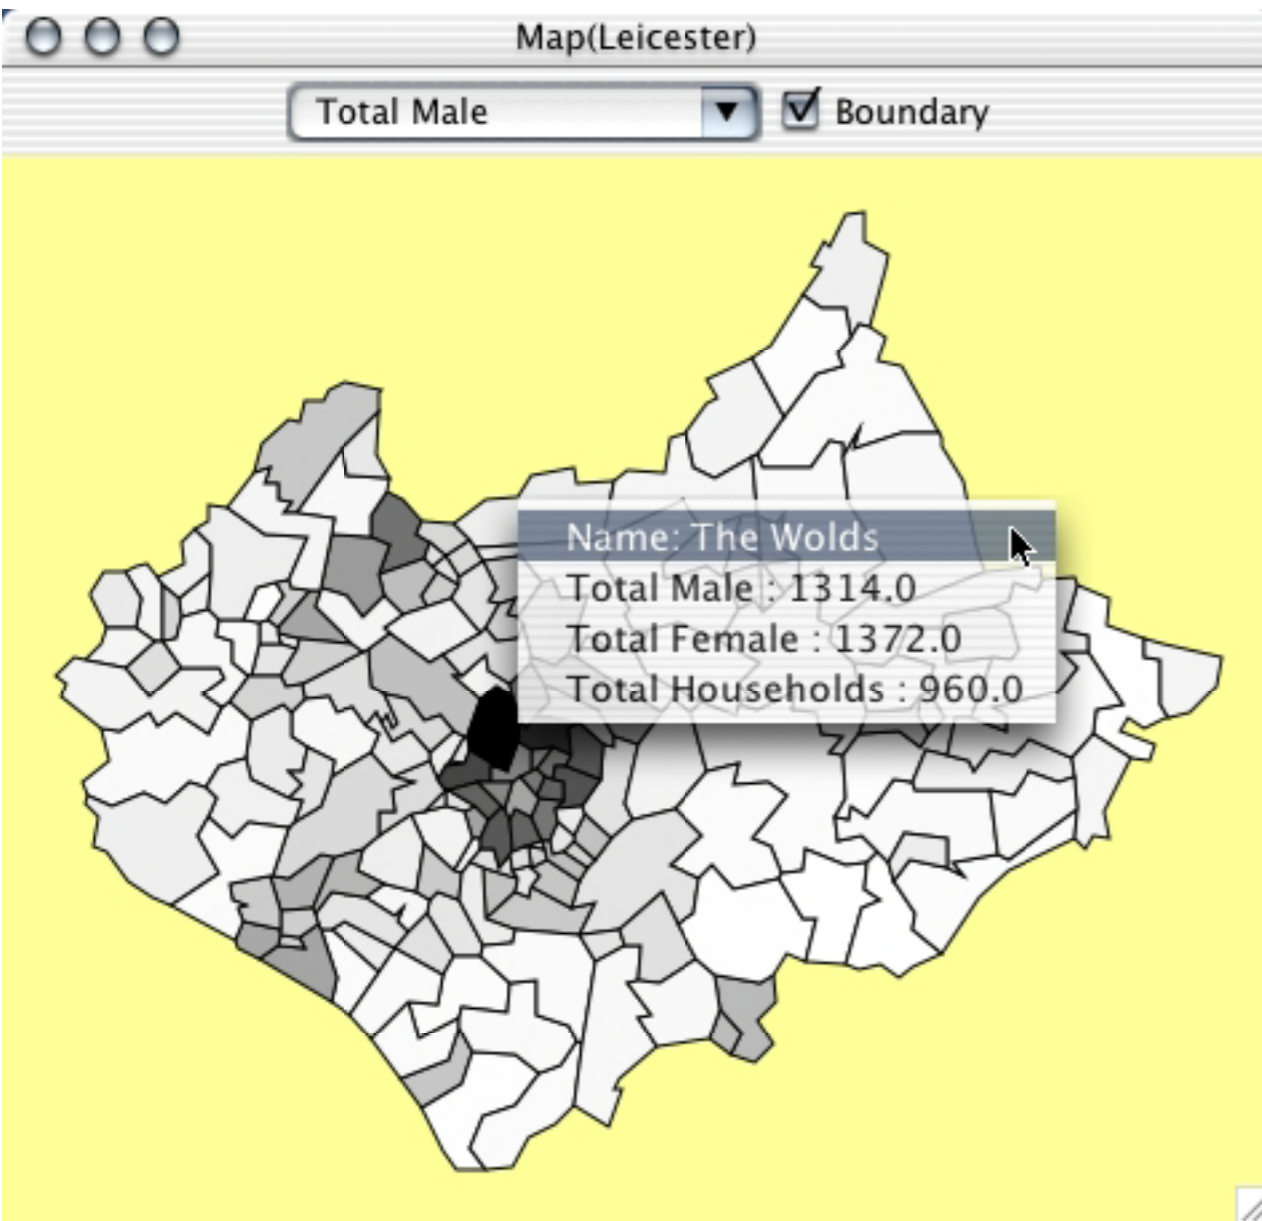 Map(Leicester)
Total Male
Boundary
Name: The Wolds
Total Male : 1314.0
Total Female : 1372.0
Total Households : 960.0